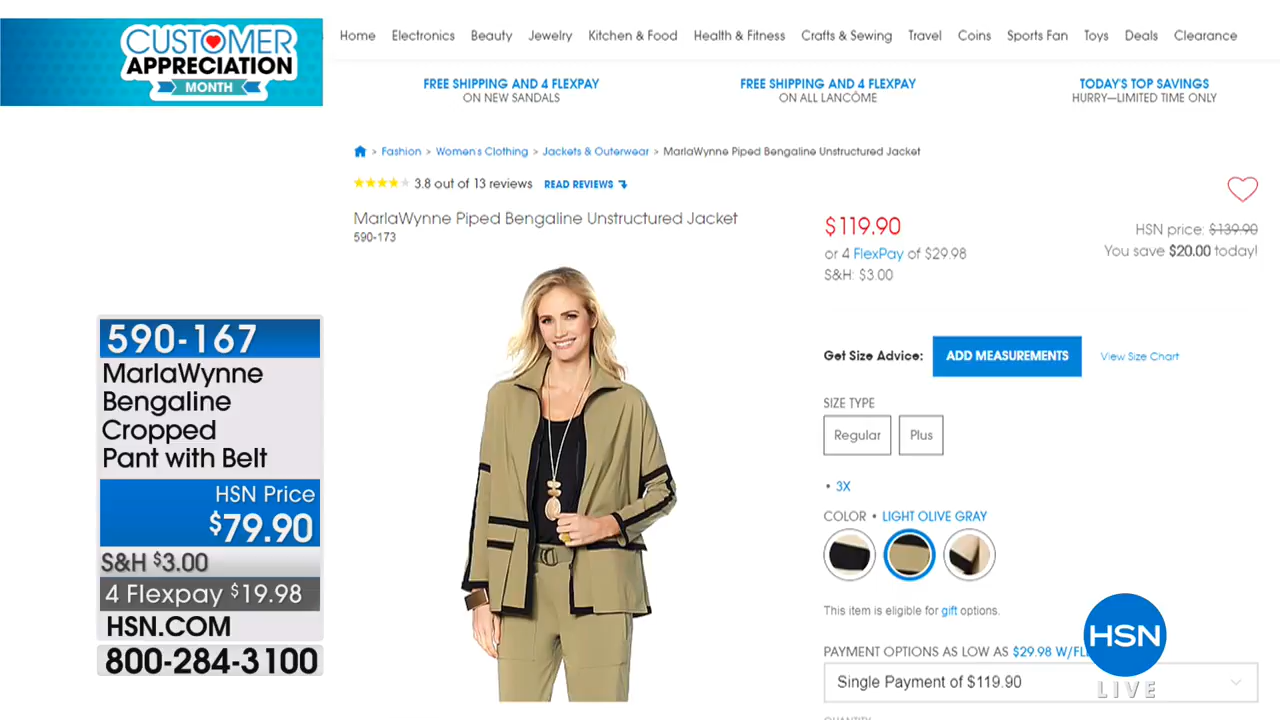 CUSTOMER
APPRECIATION
MONTH
Home Electronics Beauty Jewelry Kitchen & Food Health & Fitness Crafts & Sewing Travel Coins Sports Fan Toys Deals Clearance
FREE SHIPPING AND 4 FLEXPAY
ON NEW SANDALS
FREE SHIPPING AND 4 FLEXPAY
ON ALL LANCÔME
TODAY'S TOP SAVINGS
HURRY—LIMITED TIME ONLY
> Fashion > Women's Clothing > Jackets & Outerwear > MarlaWynne Piped Bengaline Unstructured Jacket
3.8 out of 13 reviews READ REVIEWS
MarlaWynne Piped Bengaline Unstructured Jacket
590-173
$119.90
or 4 FlexPay of $29.98
S&H: $3.00
HSN price: $139.90
You save $20.00 today!
Get Size Advice: ADD MEASUREMENTS View Size Chart
SIZE TYPE
Regular Plus
• 3X
COLOR • LIGHT OLIVE GRAY
This item is eligible for gift options.
PAYMENT OPTIONS AS LOW AS $29.98 W/FL
Single Payment of $119.90
QUANTITY
590-167
MarlaWynne
Bengaline
Cropped
Pant with Belt
HSN Price
$79.90
S&H $3.00
4 Flexpay $19.98
HSN.COM
800-284-3100
HSN
LIVE